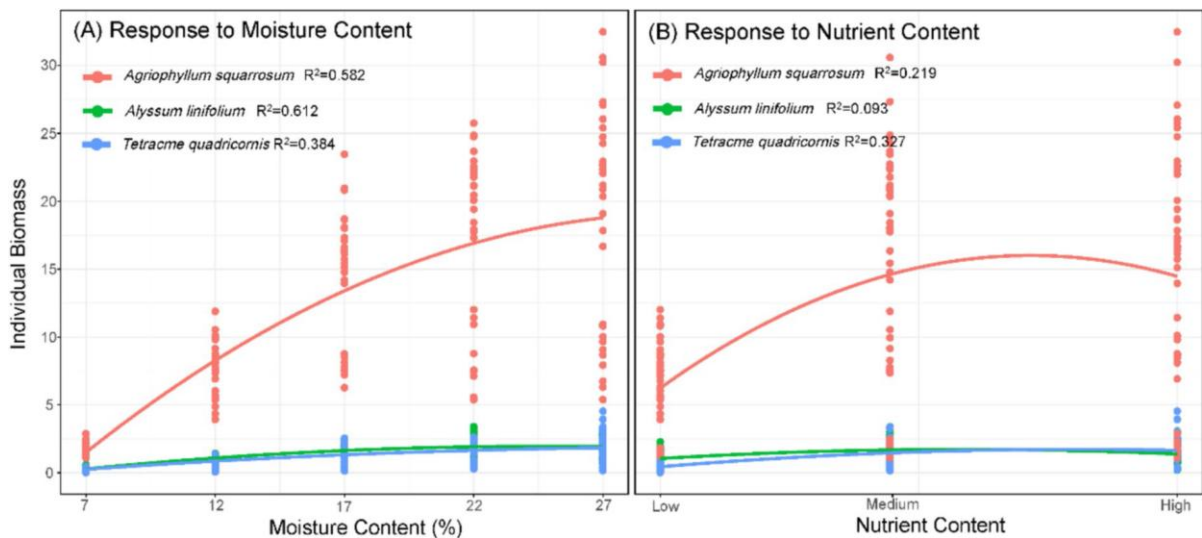 (A) Response to Moisture Content
Agriophyllum squarrosum R²=0.582
Alyssum linifolium R²=0.612
Tetracme quadricornis R²=0.384
Individual Biomass
30
25
20
15
10
5
0
7 12 17 22 27
Moisture Content (%)
(B) Response to Nutrient Content
Agriophyllum squarrosum R²=0.219
Alyssum linifolium R²=0.093
Tetracme quadricornis R²=0.327
Low Medium High
Nutrient Content